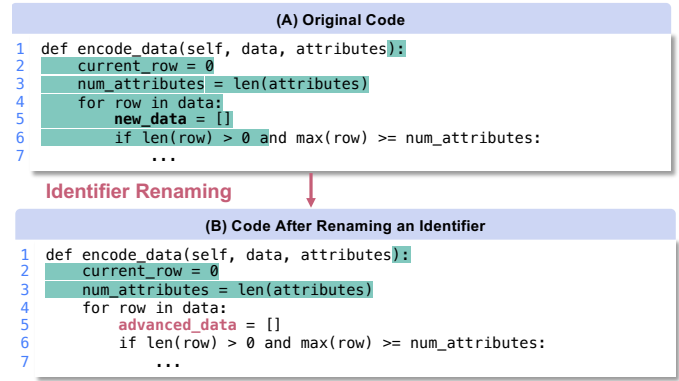 (A) Original Code
1 def encode_data(self, data, attributes):
2     current_row = 0
3     num_attributes = len(attributes)
4     for row in data:
5         new_data = []
6         if len(row) > 0 and max(row) >= num_attributes:
7             ...
Identifier Renaming
(B) Code After Renaming an Identifier
1 def encode_data(self, data, attributes):
2     current_row = 0
3     num_attributes = len(attributes)
4     for row in data:
5         advanced_data = []
6         if len(row) > 0 and max(row) >= num_attributes:
7             ...